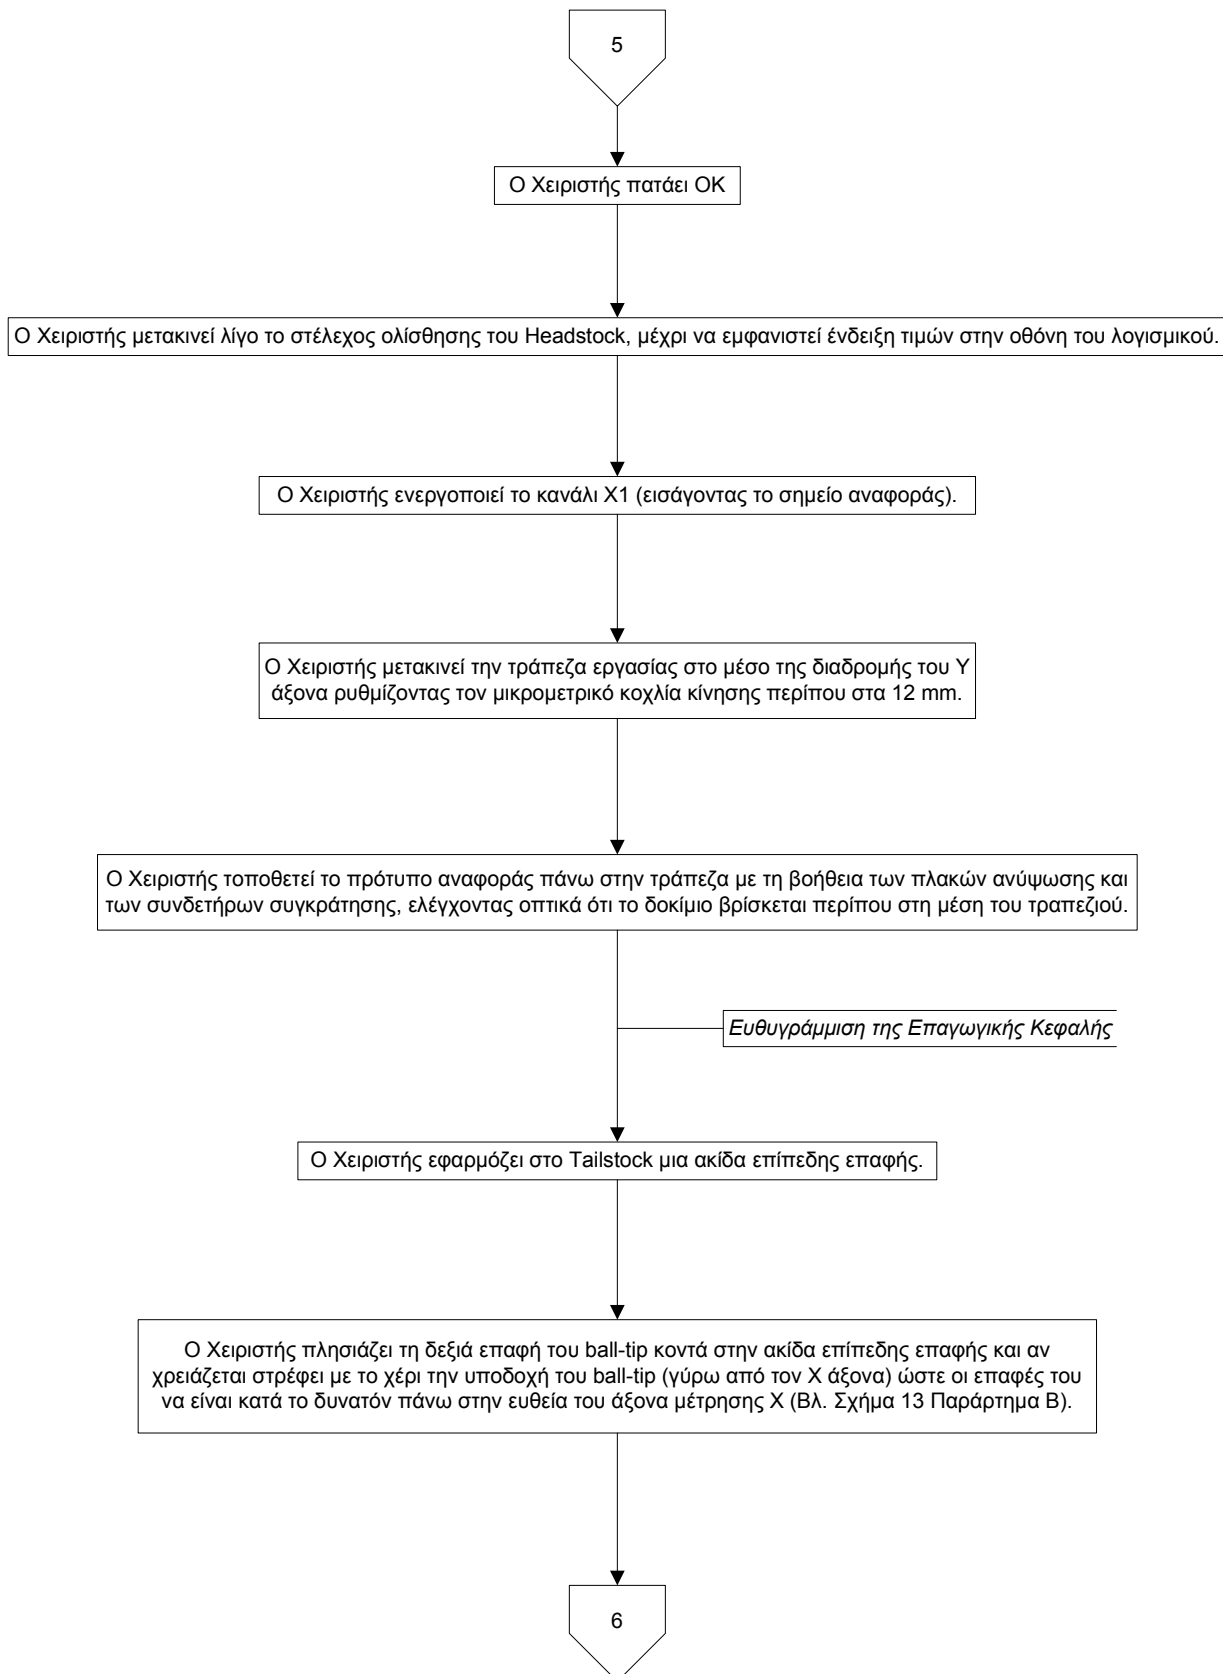 5
Ο Χειριστής πατάει ΟΚ
Ο Χειριστής μετακινεί λίγο το στέλεχος ολίσθησης του Headstock, μέχρι να εμφανιστεί ένδειξη τιμών στην οθόνη του λογισμικού.
Ο Χειριστής ενεργοποιεί το κανάλι Χ1 (εισάγοντας το σημείο αναφοράς).
Ο Χειριστής μετακινεί την τράπεζα εργασίας στο μέσο της διαδρομής του Υ
άξονα ρυθμίζοντας τον μικρομετρικό κοχλία κίνησης περίπου στα 12 mm.
Ο Χειριστής τοποθετεί το πρότυπο αναφοράς πάνω στην τράπεζα με τη βοήθεια των πλακών ανύψωσης και
των συνδετήρων συγκράτησης, ελέγχοντας οπτικά ότι το δοκίμιο βρίσκεται περίπου στη μέση του τραπεζιού.
Ευθυγράμμιση της Επαγωγικής Κεφαλής
Ο Χειριστής εφαρμόζει στο Tailstock μια ακίδα επίπεδης επαφής.
Ο Χειριστής πλησιάζει τη δεξιά επαφή του ball-tip κοντά στην ακίδα επίπεδης επαφής και αν
χρειάζεται στρέφει με το χέρι την υποδοχή του ball-tip (γύρω από τον Χ άξονα) ώστε οι επαφές του
να είναι κατά το δυνατόν πάνω στην ευθεία του άξονα μέτρησης Χ (Βλ. Σχήμα 13 Παράρτημα Β).
6